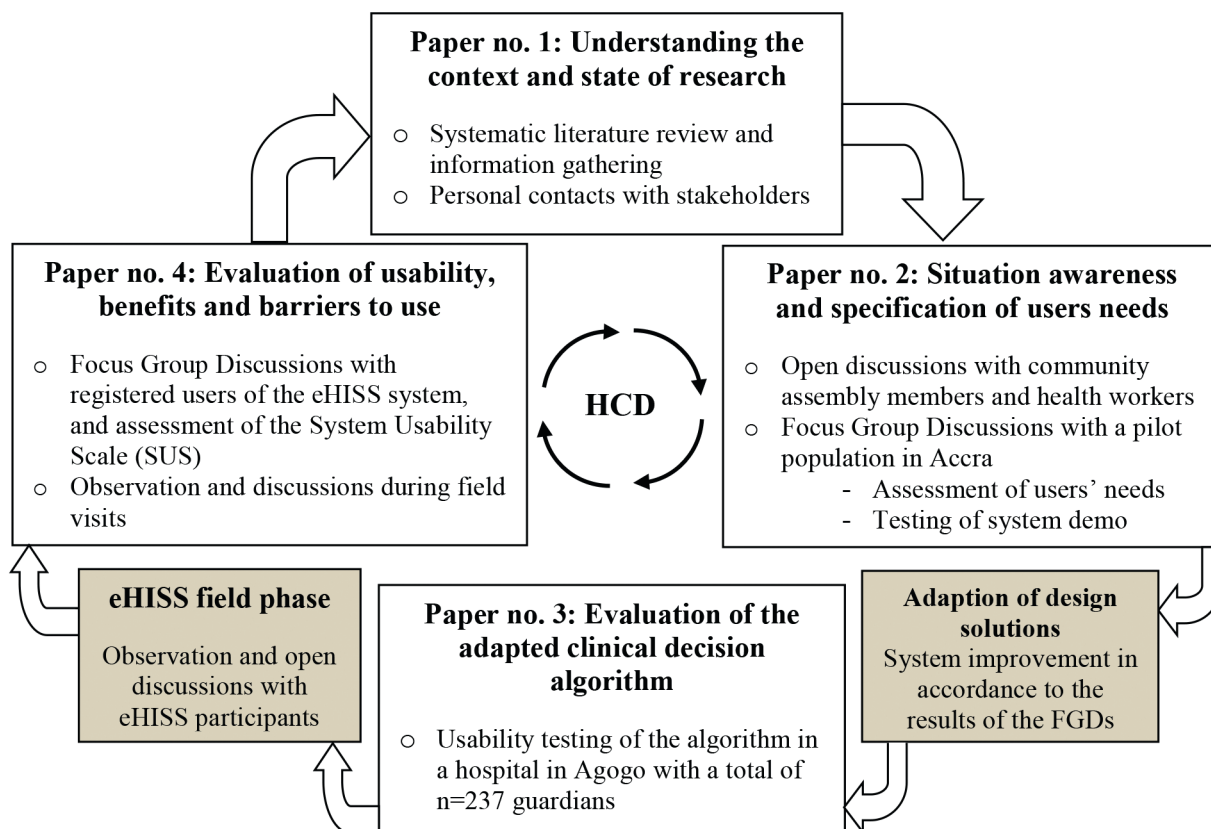 Paper no. 1: Understanding the
context and state of research
o Systematic literature review and
information gathering
o Personal contacts with stakeholders
Paper no. 4: Evaluation of usability,
benefits and barriers to use
o Focus Group Discussions with
registered users of the eHISS system,
and assessment of the System Usability
Scale (SUS)
o Observation and discussions during field
visits
HCD
Paper no. 2: Situation awareness
and specification of users needs
o Open discussions with community
assembly members and health workers
o Focus Group Discussions with a pilot
population in Accra
- Assessment of users’ needs
- Testing of system demo
eHISS field phase
Observation and open
discussions with
eHISS participants
Paper no. 3: Evaluation of the
adapted clinical decision
algorithm
o Usability testing of the algorithm in
a hospital in Agogo with a total of
n=237 guardians
Adaption of design
solutions
System improvement in
accordance to the
results of the FGDs